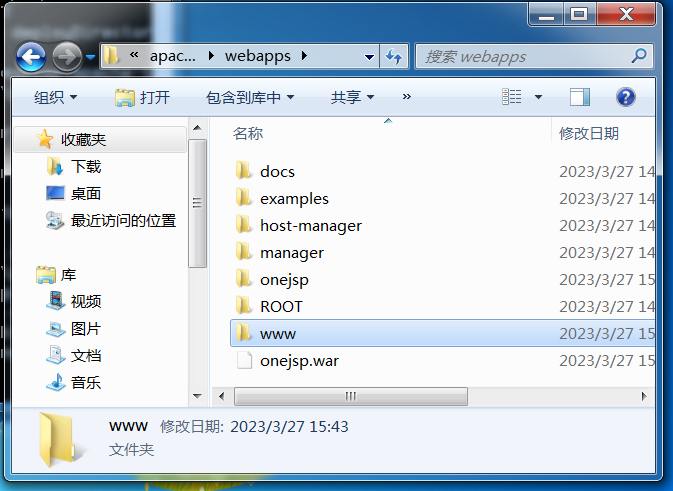 « apac... ▸ webapps ▸
搜索 webapps
组织 打开 包含到库中 共享 »
名称 修改日期
收藏夹
下载
桌面
最近访问的位置
库
视频
图片
文档
音乐
docs 2023/3/27 14
examples 2023/3/27 14
host-manager 2023/3/27 14
manager 2023/3/27 14
onejsp 2023/3/27 15
ROOT 2023/3/27 14
www 2023/3/27 15
onejsp.war 2023/3/27 15
www 修改日期: 2023/3/27 15:43
文件夹